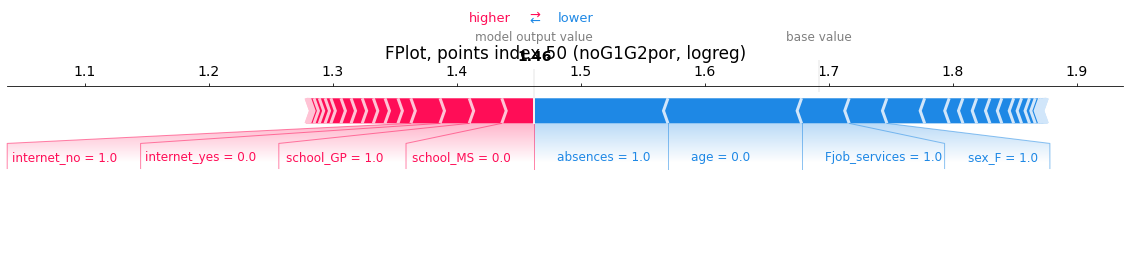 higher ⇄ lower
model output value base value
FPlot, points index 50 (noG1G2por, logreg)
1.46
1.1 1.2 1.3 1.4 1.5 1.6 1.7 1.8 1.9
internet_no = 1.0 internet_yes = 0.0 school_GP = 1.0 school_MS = 0.0 absences = 1.0 age = 0.0 Fjob_services = 1.0 sex_F = 1.0